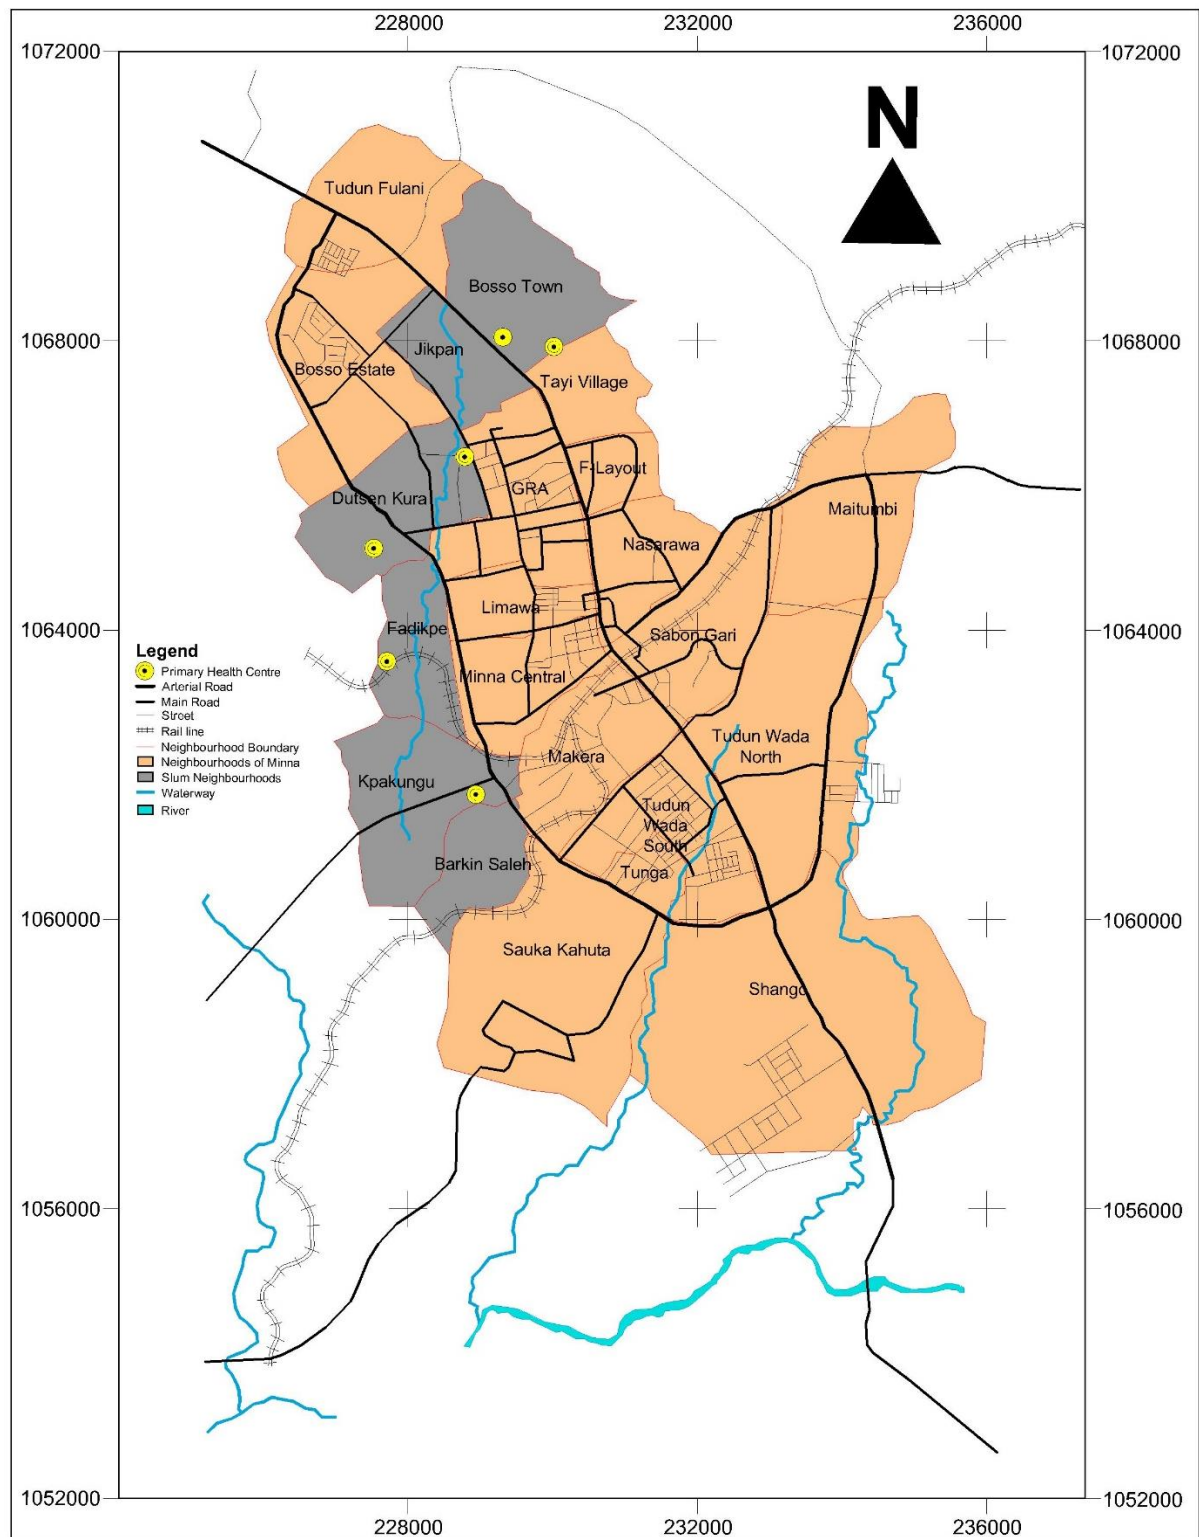 228000
232000
236000
1072000
1072000
N
Tudun Fulani
Bosso Town
1068000
1068000
Jikpan
Bosso Estate
Tayi Village
F-Layout
GRA
Dutsen Kura
Maitumbi
Nasarawa
Limawa
1064000
Fadikpe
Sabon Gari
1064000
Legend
Primary Health Centre
Arterial Road
Main Road
Street
Rail line
Neighbourhood Boundary
Neighbourhoods of Minna
Slum Neighbourhoods
Waterway
River
Minna Central
Makera
Tudun Wada
North
Kpakungu
Tudun
Wada
South
Barkin Saleh
Tunga
1060000
1060000
Sauka Kahuta
Shango
1056000
1056000
1052000
1052000
228000
232000
236000